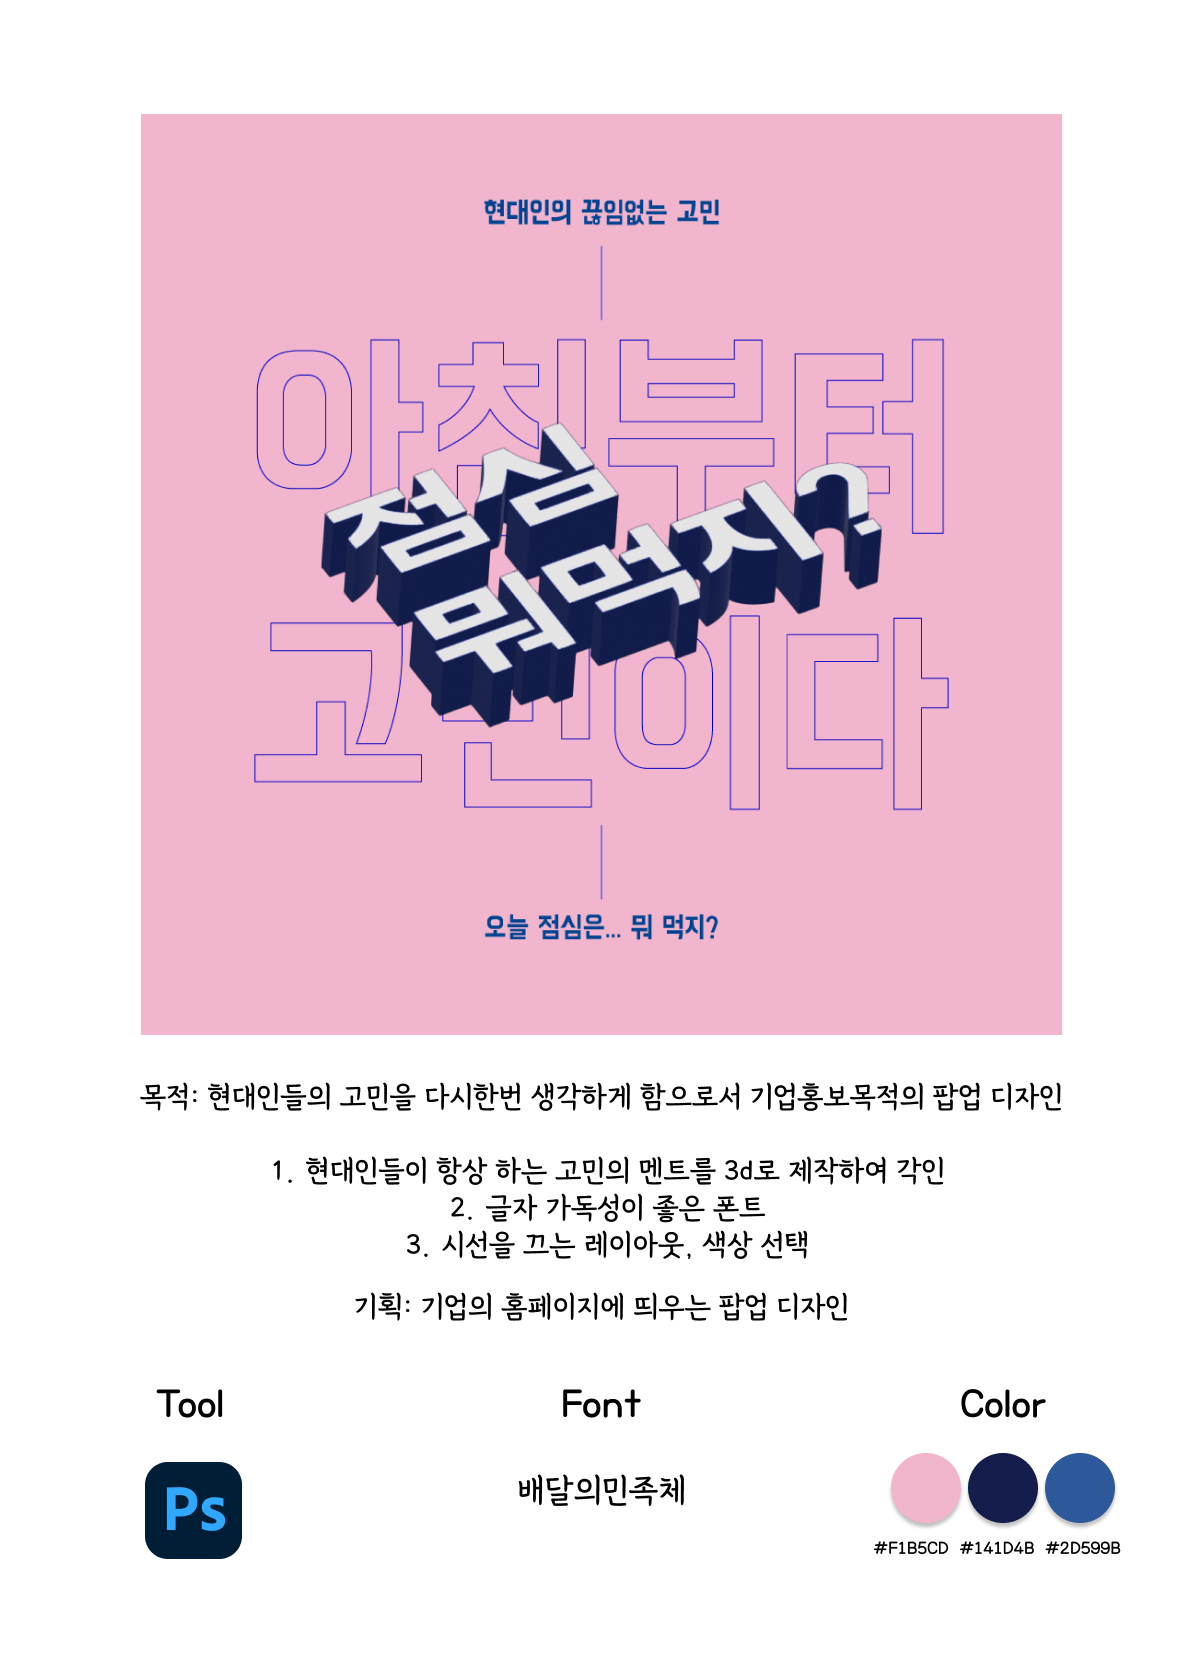 현대인의 끊임없는 고민
아침부터
점심
뭐먹지?
고민이다
오늘 점심은... 뭐 먹지?
목적: 현대인들의 고민을 다시한번 생각하게 함으로서 기업홍보목적의 팝업 디자인
1. 현대인들이 항상 하는 고민의 멘트를 3d로 제작하여 각인
2. 글자 가독성이 좋은 폰트
3. 시선을 끄는 레이아웃, 색상 선택
기획: 기업의 홈페이지에 띄우는 팝업 디자인
Tool Font Color
Ps 배달의민족체
#F1B5CD #141D4B #2D599B